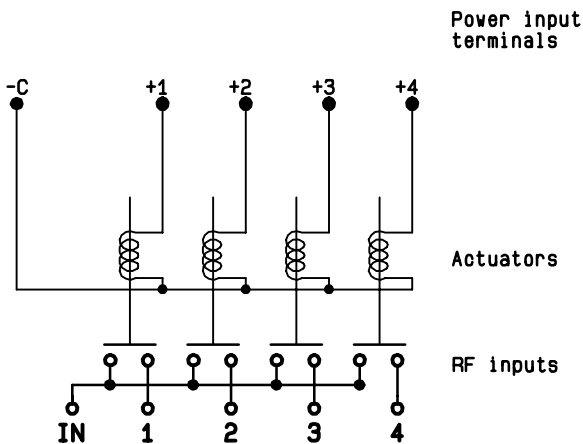 Power input
terminals
-C +1 +2 +3 +4
Actuators
RF inputs
IN 1 2 3 4